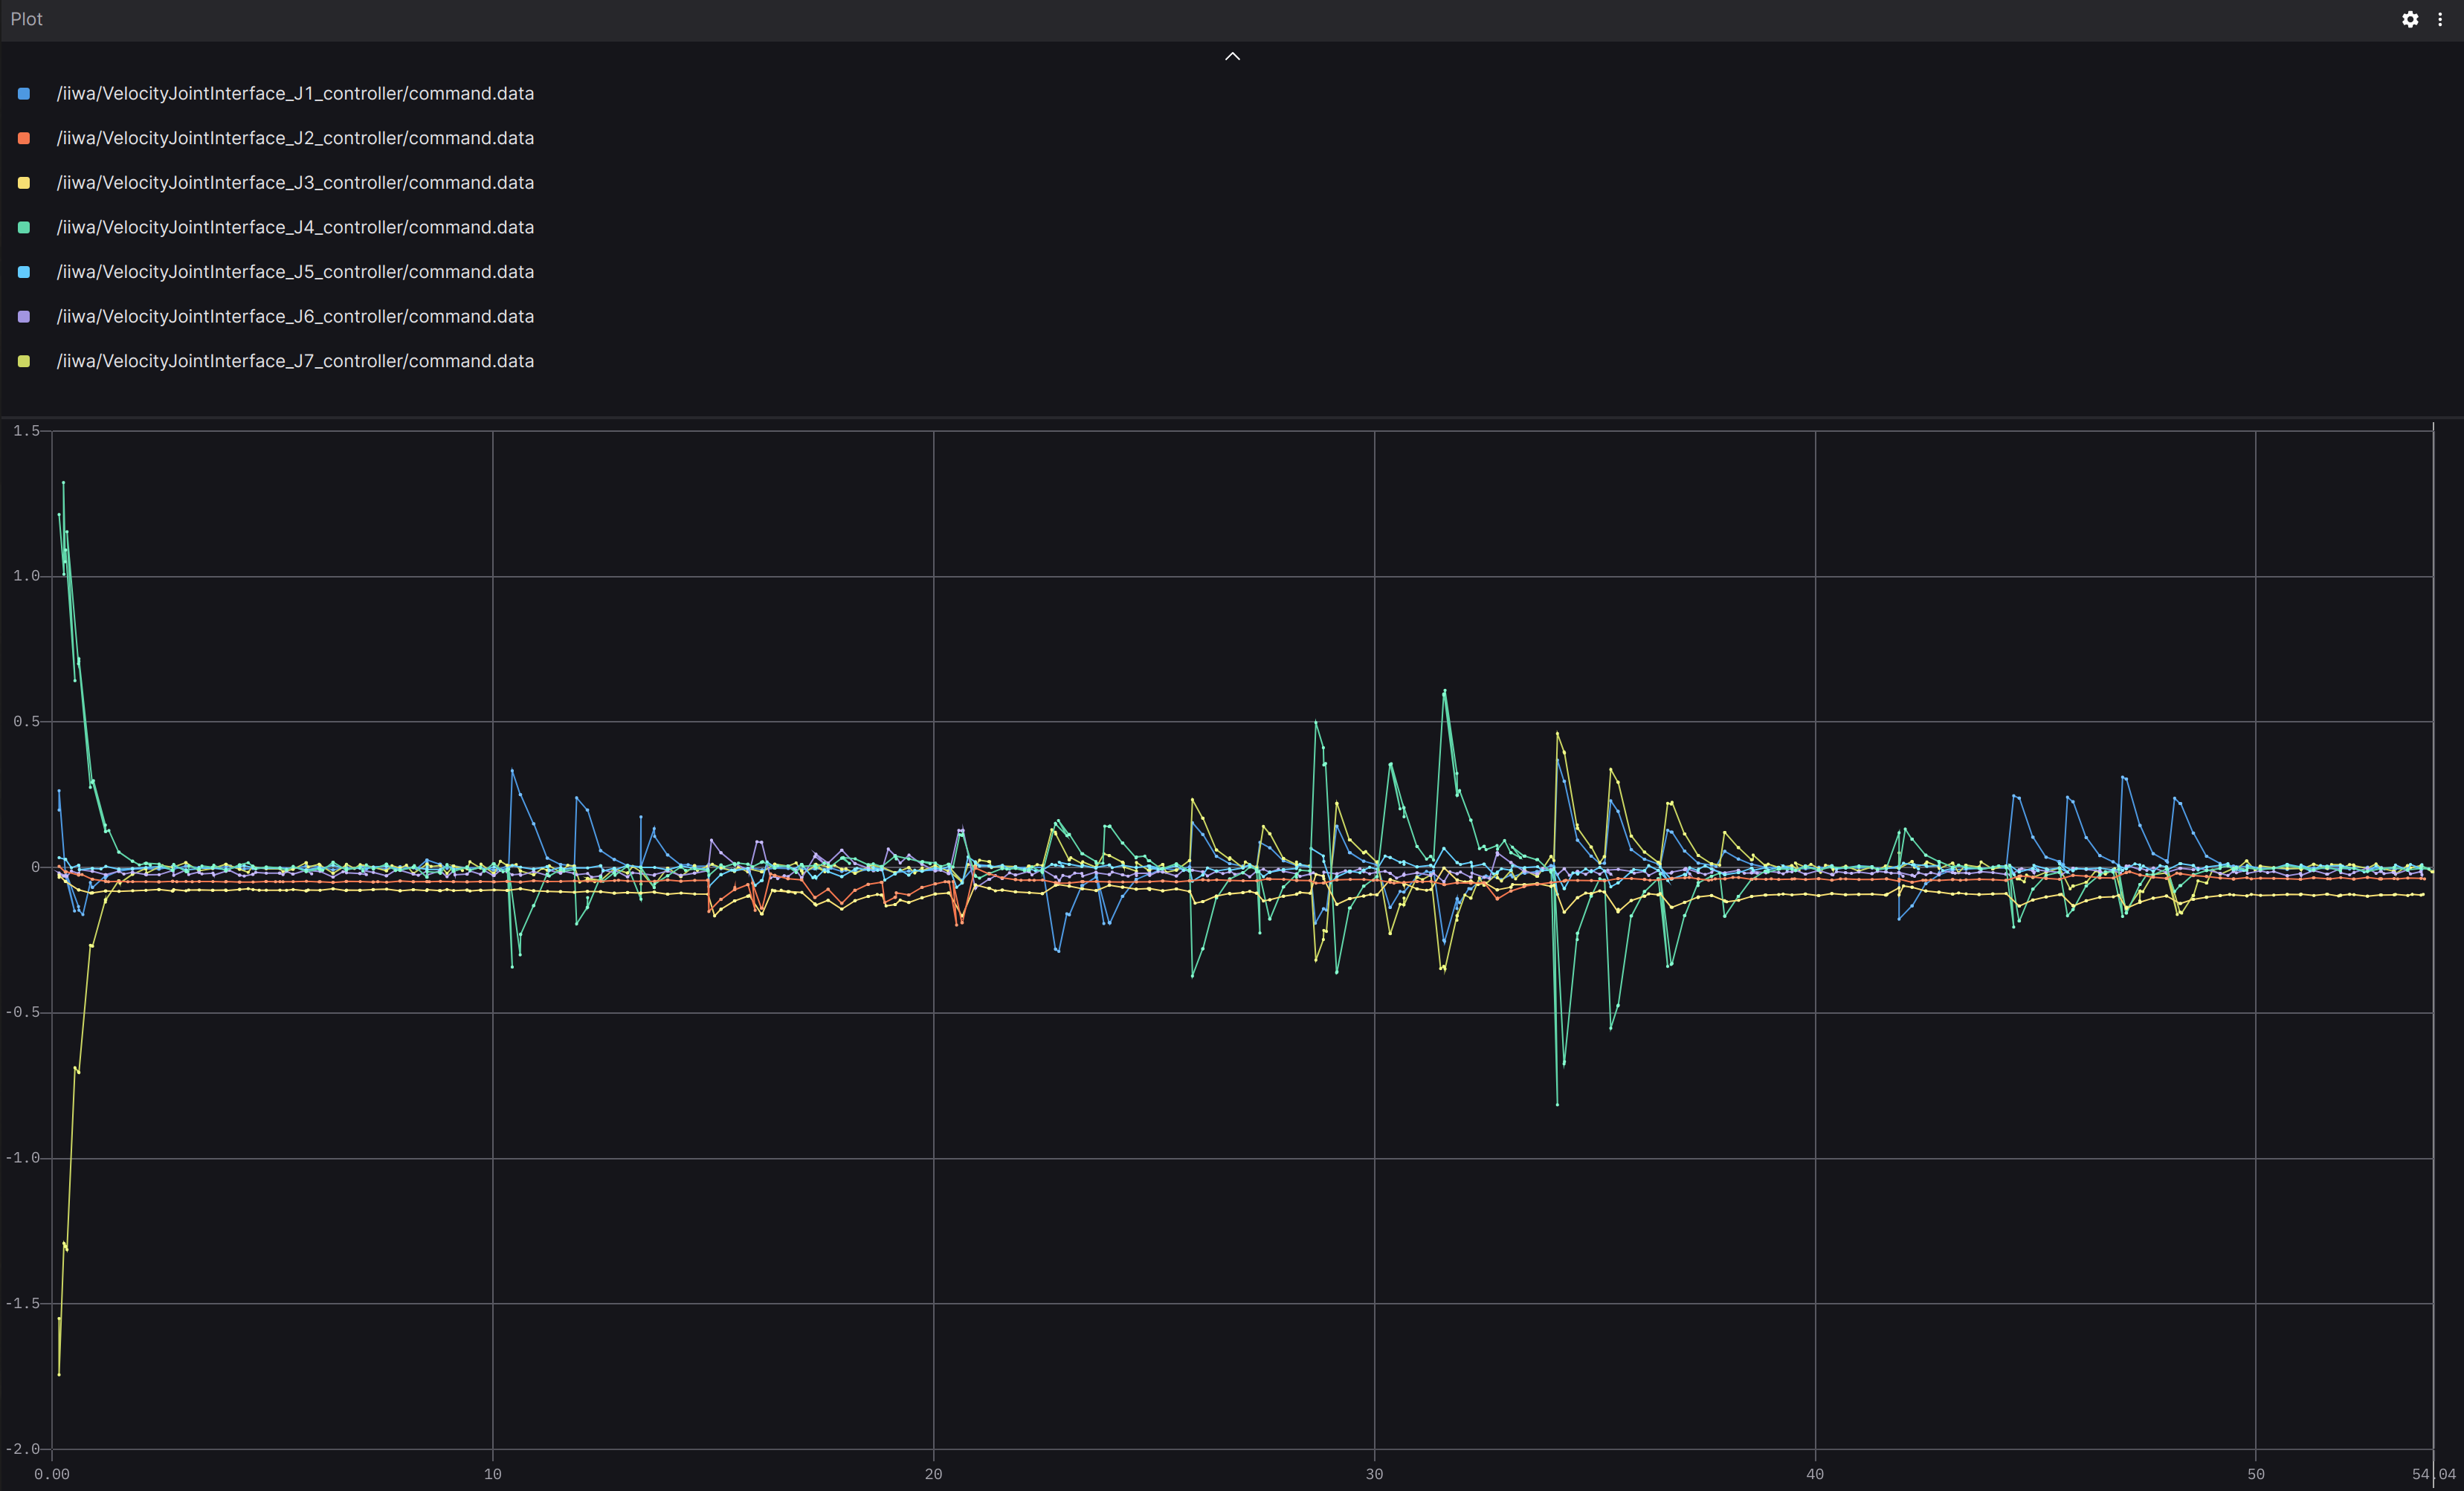 Plot
/iiwa/VelocityJointInterface_J1_controller/command.data
/iiwa/VelocityJointInterface_J2_controller/command.data
/iiwa/VelocityJointInterface_J3_controller/command.data
/iiwa/VelocityJointInterface_J4_controller/command.data
/iiwa/VelocityJointInterface_J5_controller/command.data
/iiwa/VelocityJointInterface_J6_controller/command.data
/iiwa/VelocityJointInterface_J7_controller/command.data
1.5
1.0
0.5
0
-0.5
-1.0
-1.5
-2.0
0.00 10 20 30 40 50 54.04